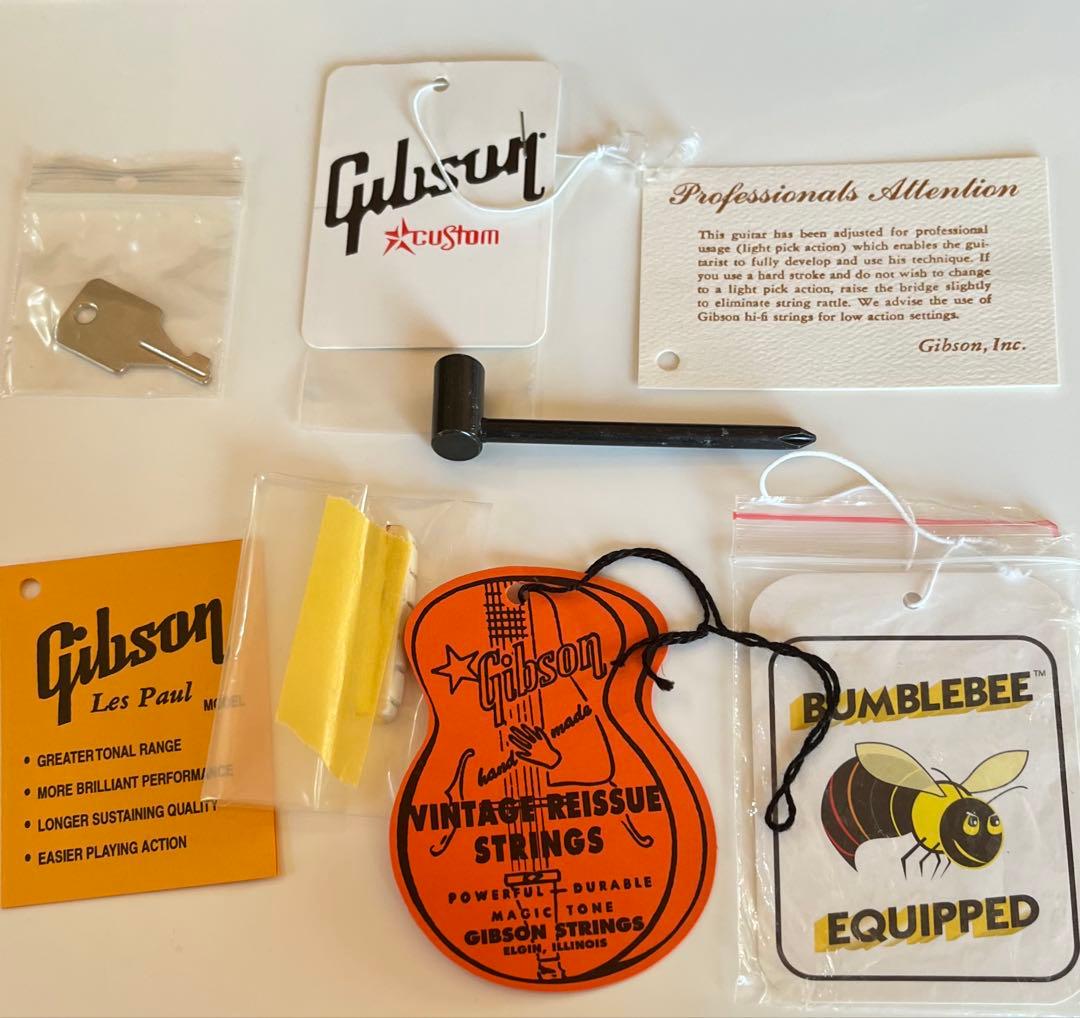 Gibson
custom
Professionals Attention
This guitar has been adjusted for professional
usage (light pick action) which enables the gui-
tarist to fully develop and use his technique. If
you use a hard stroke and do not wish to change
to a light pick action, raise the bridge slightly
to eliminate string rattle. We advise the use of
Gibson hi-fi strings for low action settings.
Gibson, Inc.
Gibson
Les Paul MODEL
• GREATER TONAL RANGE
• MORE BRILLIANT PERFORMANCE
• LONGER SUSTAINING QUALITY
• EASIER PLAYING ACTION
Gibson
hand made
VINTAGE REISSUE
STRINGS
POWERFUL - DURABLE
MAGIC TONE
GIBSON STRINGS
ELGIN, ILLINOIS
BUMBLEBEE™
EQUIPPED